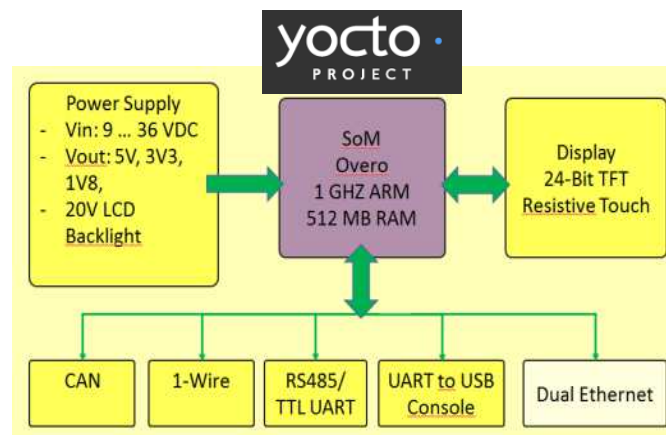 yocto
PROJECT
Power Supply
- Vin: 9 ... 36 VDC
- Vout: 5V, 3V3,
1V8,
- 20V LCD
Backlight
SoM
Overo
1 GHZ ARM
512 MB RAM
Display
24-Bit TFT
Resistive Touch
CAN
1-Wire
RS485/
TTL UART
UART to USB
Console
Dual Ethernet